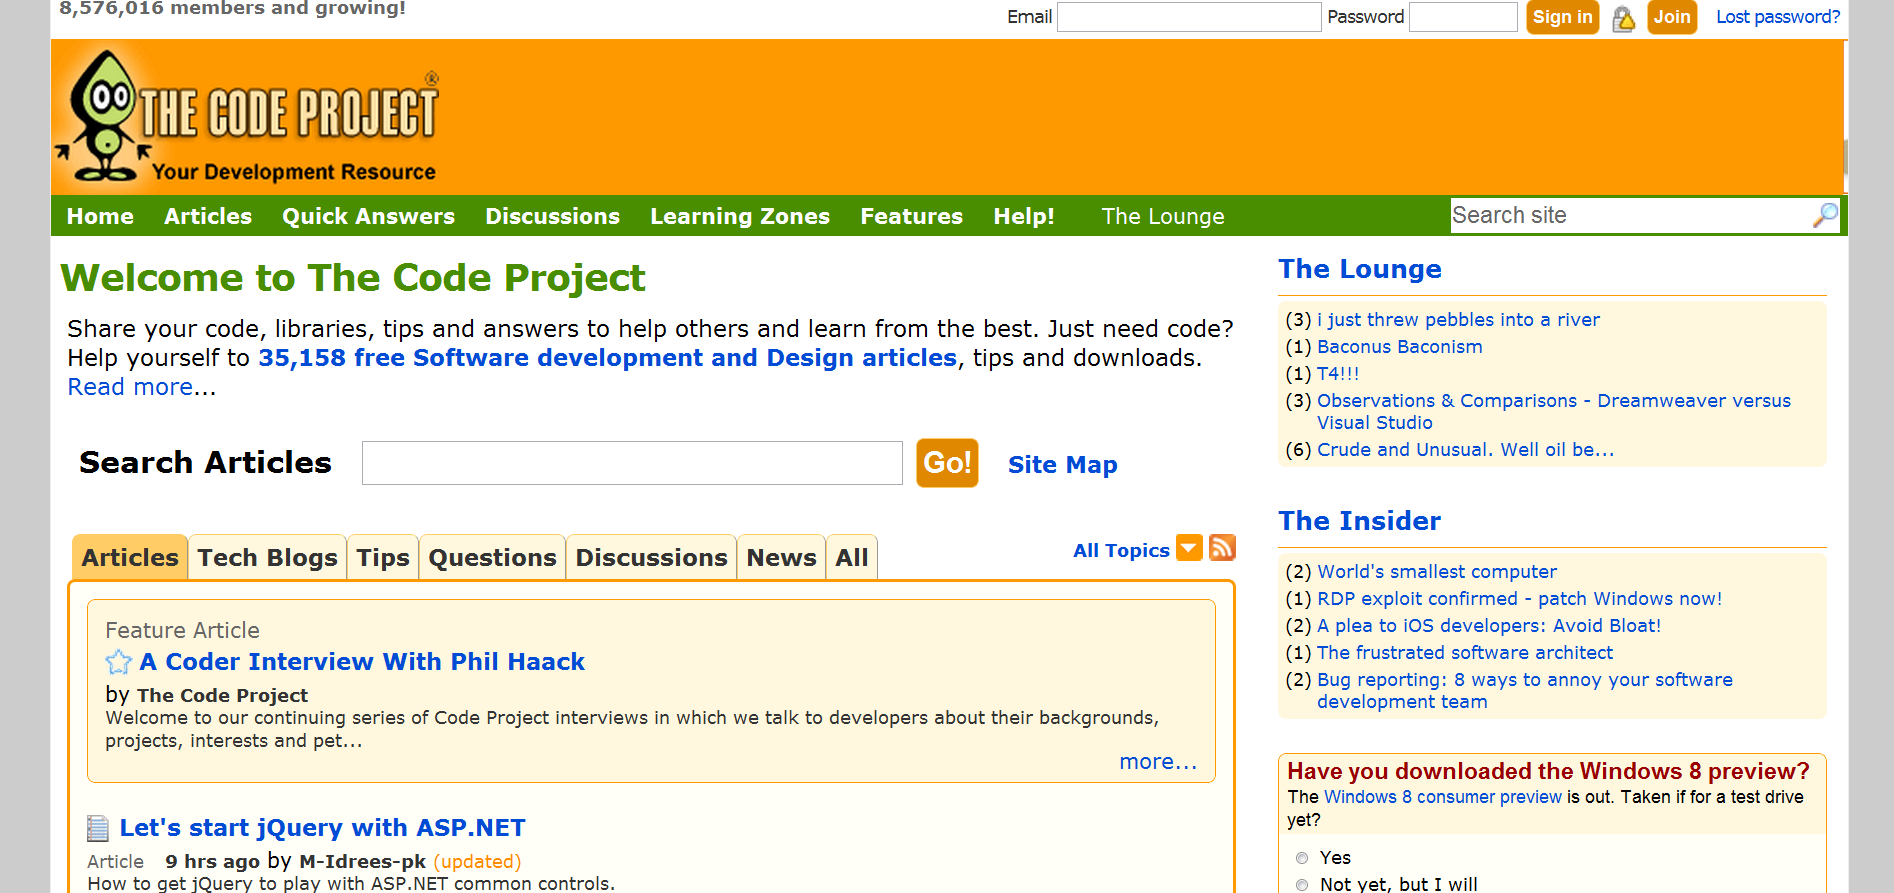 8,576,016 members and growing!
Email Password Sign in Join Lost password?
THE CODE PROJECT®
Your Development Resource
Home Articles Quick Answers Discussions Learning Zones Features Help! The Lounge Search site
Welcome to The Code Project
Share your code, libraries, tips and answers to help others and learn from the best. Just need code?
Help yourself to 35,158 free Software development and Design articles, tips and downloads.
Read more...
Search Articles Go! Site Map
Articles Tech Blogs Tips Questions Discussions News All All Topics
Feature Article
A Coder Interview With Phil Haack
by The Code Project
Welcome to our continuing series of Code Project interviews in which we talk to developers about their backgrounds,
projects, interests and pet...
more...
Let's start jQuery with ASP.NET
Article 9 hrs ago by M-Idrees-pk (updated)
How to get jQuery to play with ASP.NET common controls.
The Lounge
(3) i just threw pebbles into a river
(1) Baconus Baconism
(1) T4!!!
(3) Observations & Comparisons - Dreamweaver versus
Visual Studio
(6) Crude and Unusual. Well oil be...
The Insider
(2) World's smallest computer
(1) RDP exploit confirmed - patch Windows now!
(2) A plea to iOS developers: Avoid Bloat!
(1) The frustrated software architect
(2) Bug reporting: 8 ways to annoy your software
development team
Have you downloaded the Windows 8 preview?
The Windows 8 consumer preview is out. Taken if for a test drive
yet?
Yes
Not yet, but I will